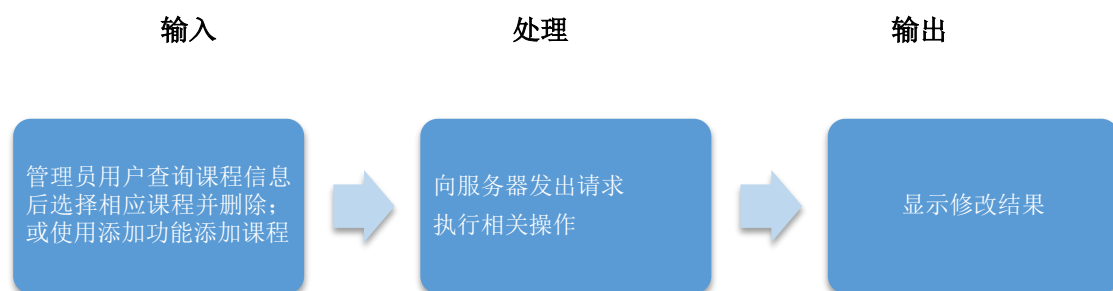 输入
处理
输出
管理员用户查询课程信息
后选择相应课程并删除；
或使用添加功能添加课程
向服务器发出请求
执行相关操作
显示修改结果